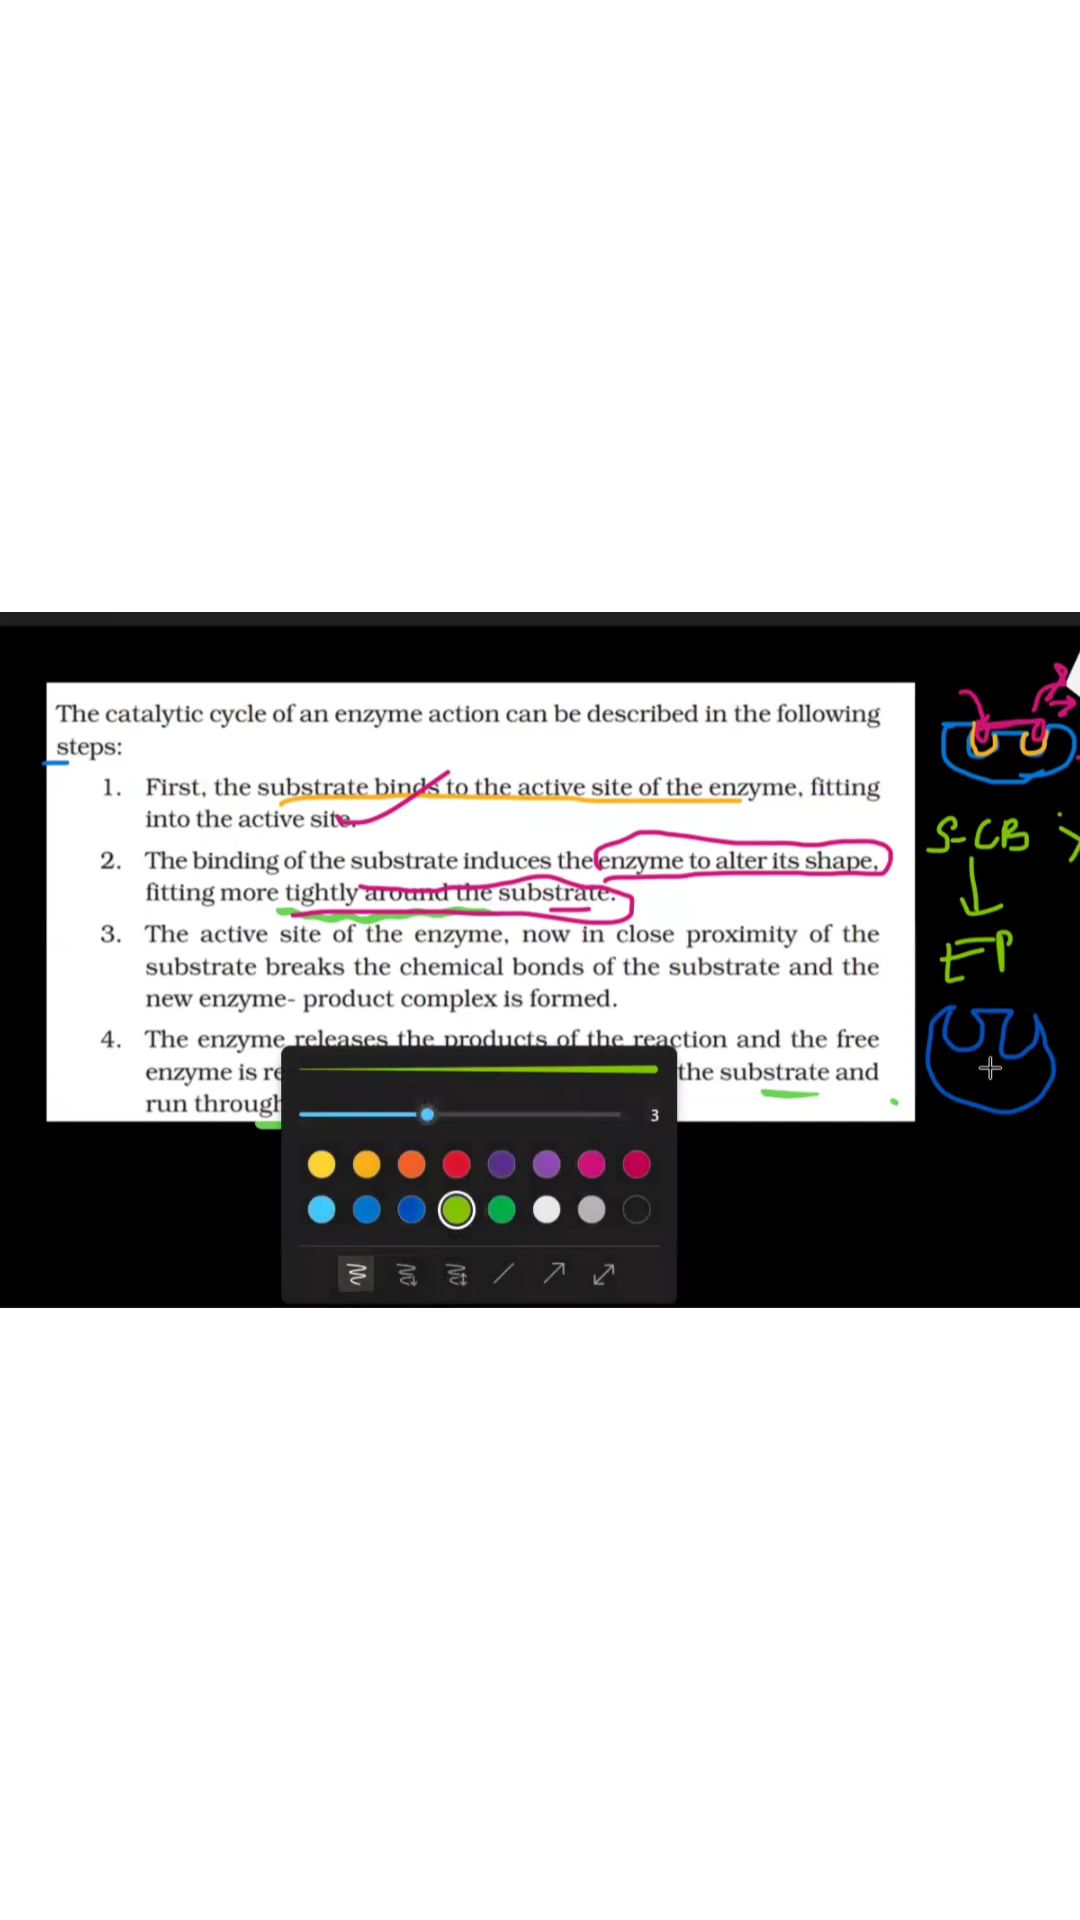 The catalytic cycle of an enzyme action can be described in the following
steps:
1. First, the substrate binds to the active site of the enzyme, fitting
into the active site.
2. The binding of the substrate induces the enzyme to alter its shape,
fitting more tightly around the substrate.
3. The active site of the enzyme, now in close proximity of the
substrate breaks the chemical bonds of the substrate and the
new enzyme- product complex is formed.
4. The enzyme releases the products of the reaction and the free
enzyme is re the substrate and
run through
3
S-CB
EP